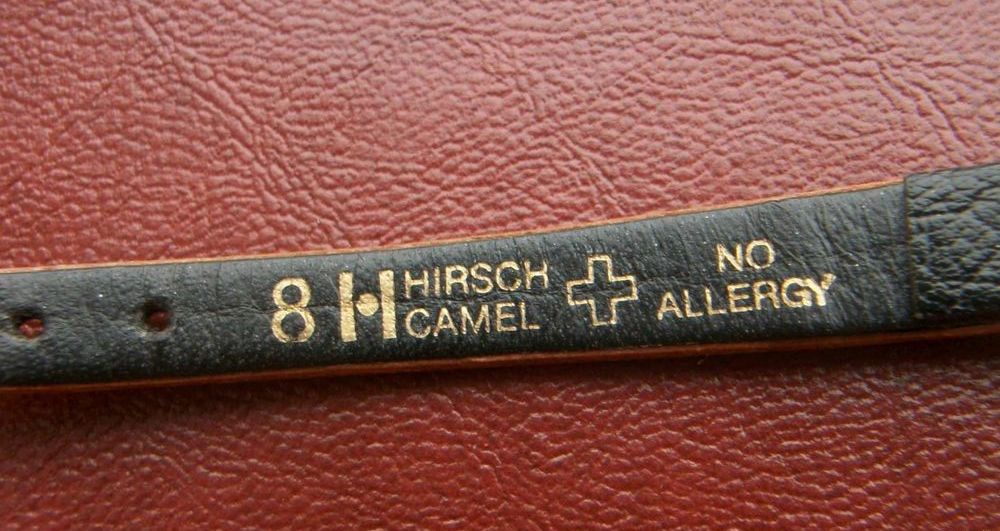 8 H HIRSCH
CAMEL
NO
ALLERGY